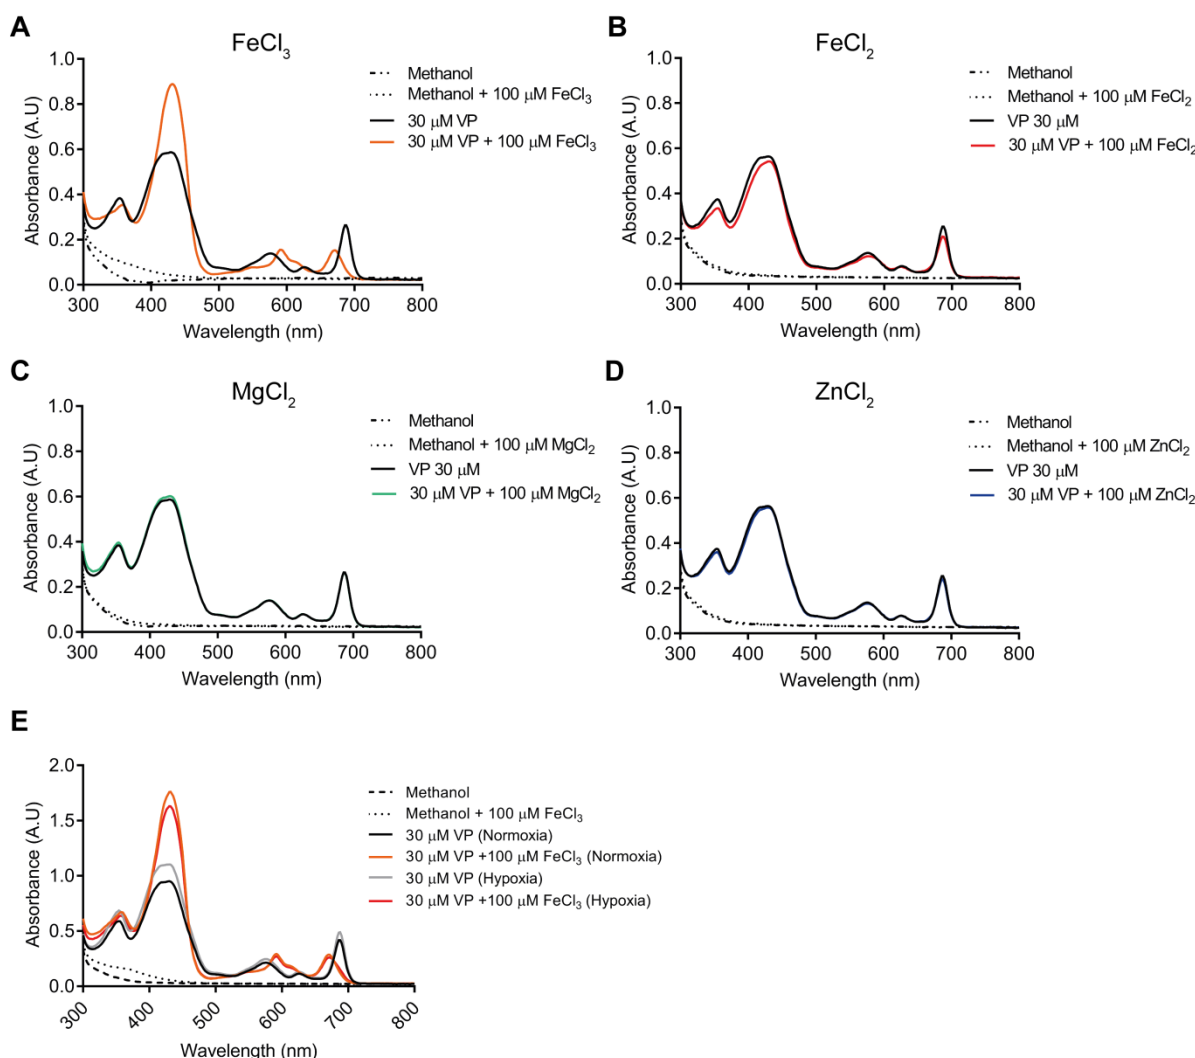 A
FeCl3
Absorbance (A.U)
1.0
0.8
0.6
0.4
0.2
0.0
300 400 500 600 700 800
Wavelength (nm)
Methanol
Methanol + 100 μM FeCl3
30 μM VP
30 μM VP + 100 μM FeCl3
B
FeCl2
Absorbance (A.U)
1.0
0.8
0.6
0.4
0.2
0.0
300 400 500 600 700 800
Wavelength (nm)
Methanol
Methanol + 100 μM FeCl2
VP 30 μM
30 μM VP + 100 μM FeCl2
C
MgCl2
Absorbance (A.U)
1.0
0.8
0.6
0.4
0.2
0.0
300 400 500 600 700 800
Wavelength (nm)
Methanol
Methanol + 100 μM MgCl2
VP 30 μM
30 μM VP + 100 μM MgCl2
D
ZnCl2
Absorbance (A.U)
1.0
0.8
0.6
0.4
0.2
0.0
300 400 500 600 700 800
Wavelength (nm)
Methanol
Methanol + 100 μM ZnCl2
VP 30 μM
30 μM VP + 100 μM ZnCl2
E
Absorbance (A.U)
2.0
1.5
1.0
0.5
0.0
300 400 500 600 700 800
Wavelength (nm)
Methanol
Methanol + 100 μM FeCl3
30 μM VP (Normoxia)
30 μM VP +100 μM FeCl3 (Normoxia)
30 μM VP (Hypoxia)
30 μM VP +100 μM FeCl3 (Hypoxia)